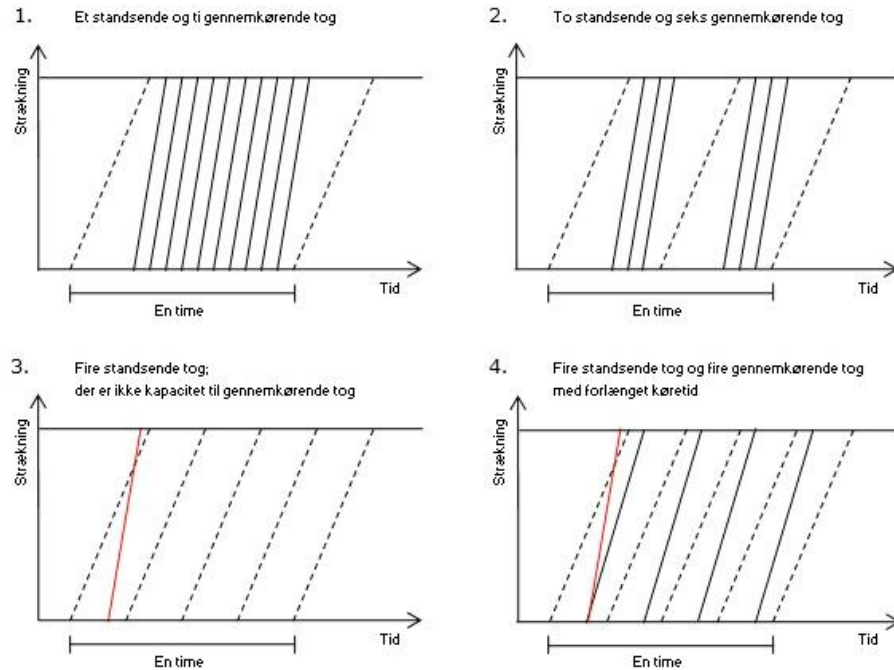 1. Et standsende og ti gennemkørende tog
Strækning
Tid
En time
2. To standsende og seks gennemkørende tog
Strækning
Tid
En time
3. Fire standsende tog;
der er ikke kapacitet til gennemkørende tog
Strækning
Tid
En time
4. Fire standsende tog og fire gennemkørende tog
med forlænget køretid
Strækning
Tid
En time